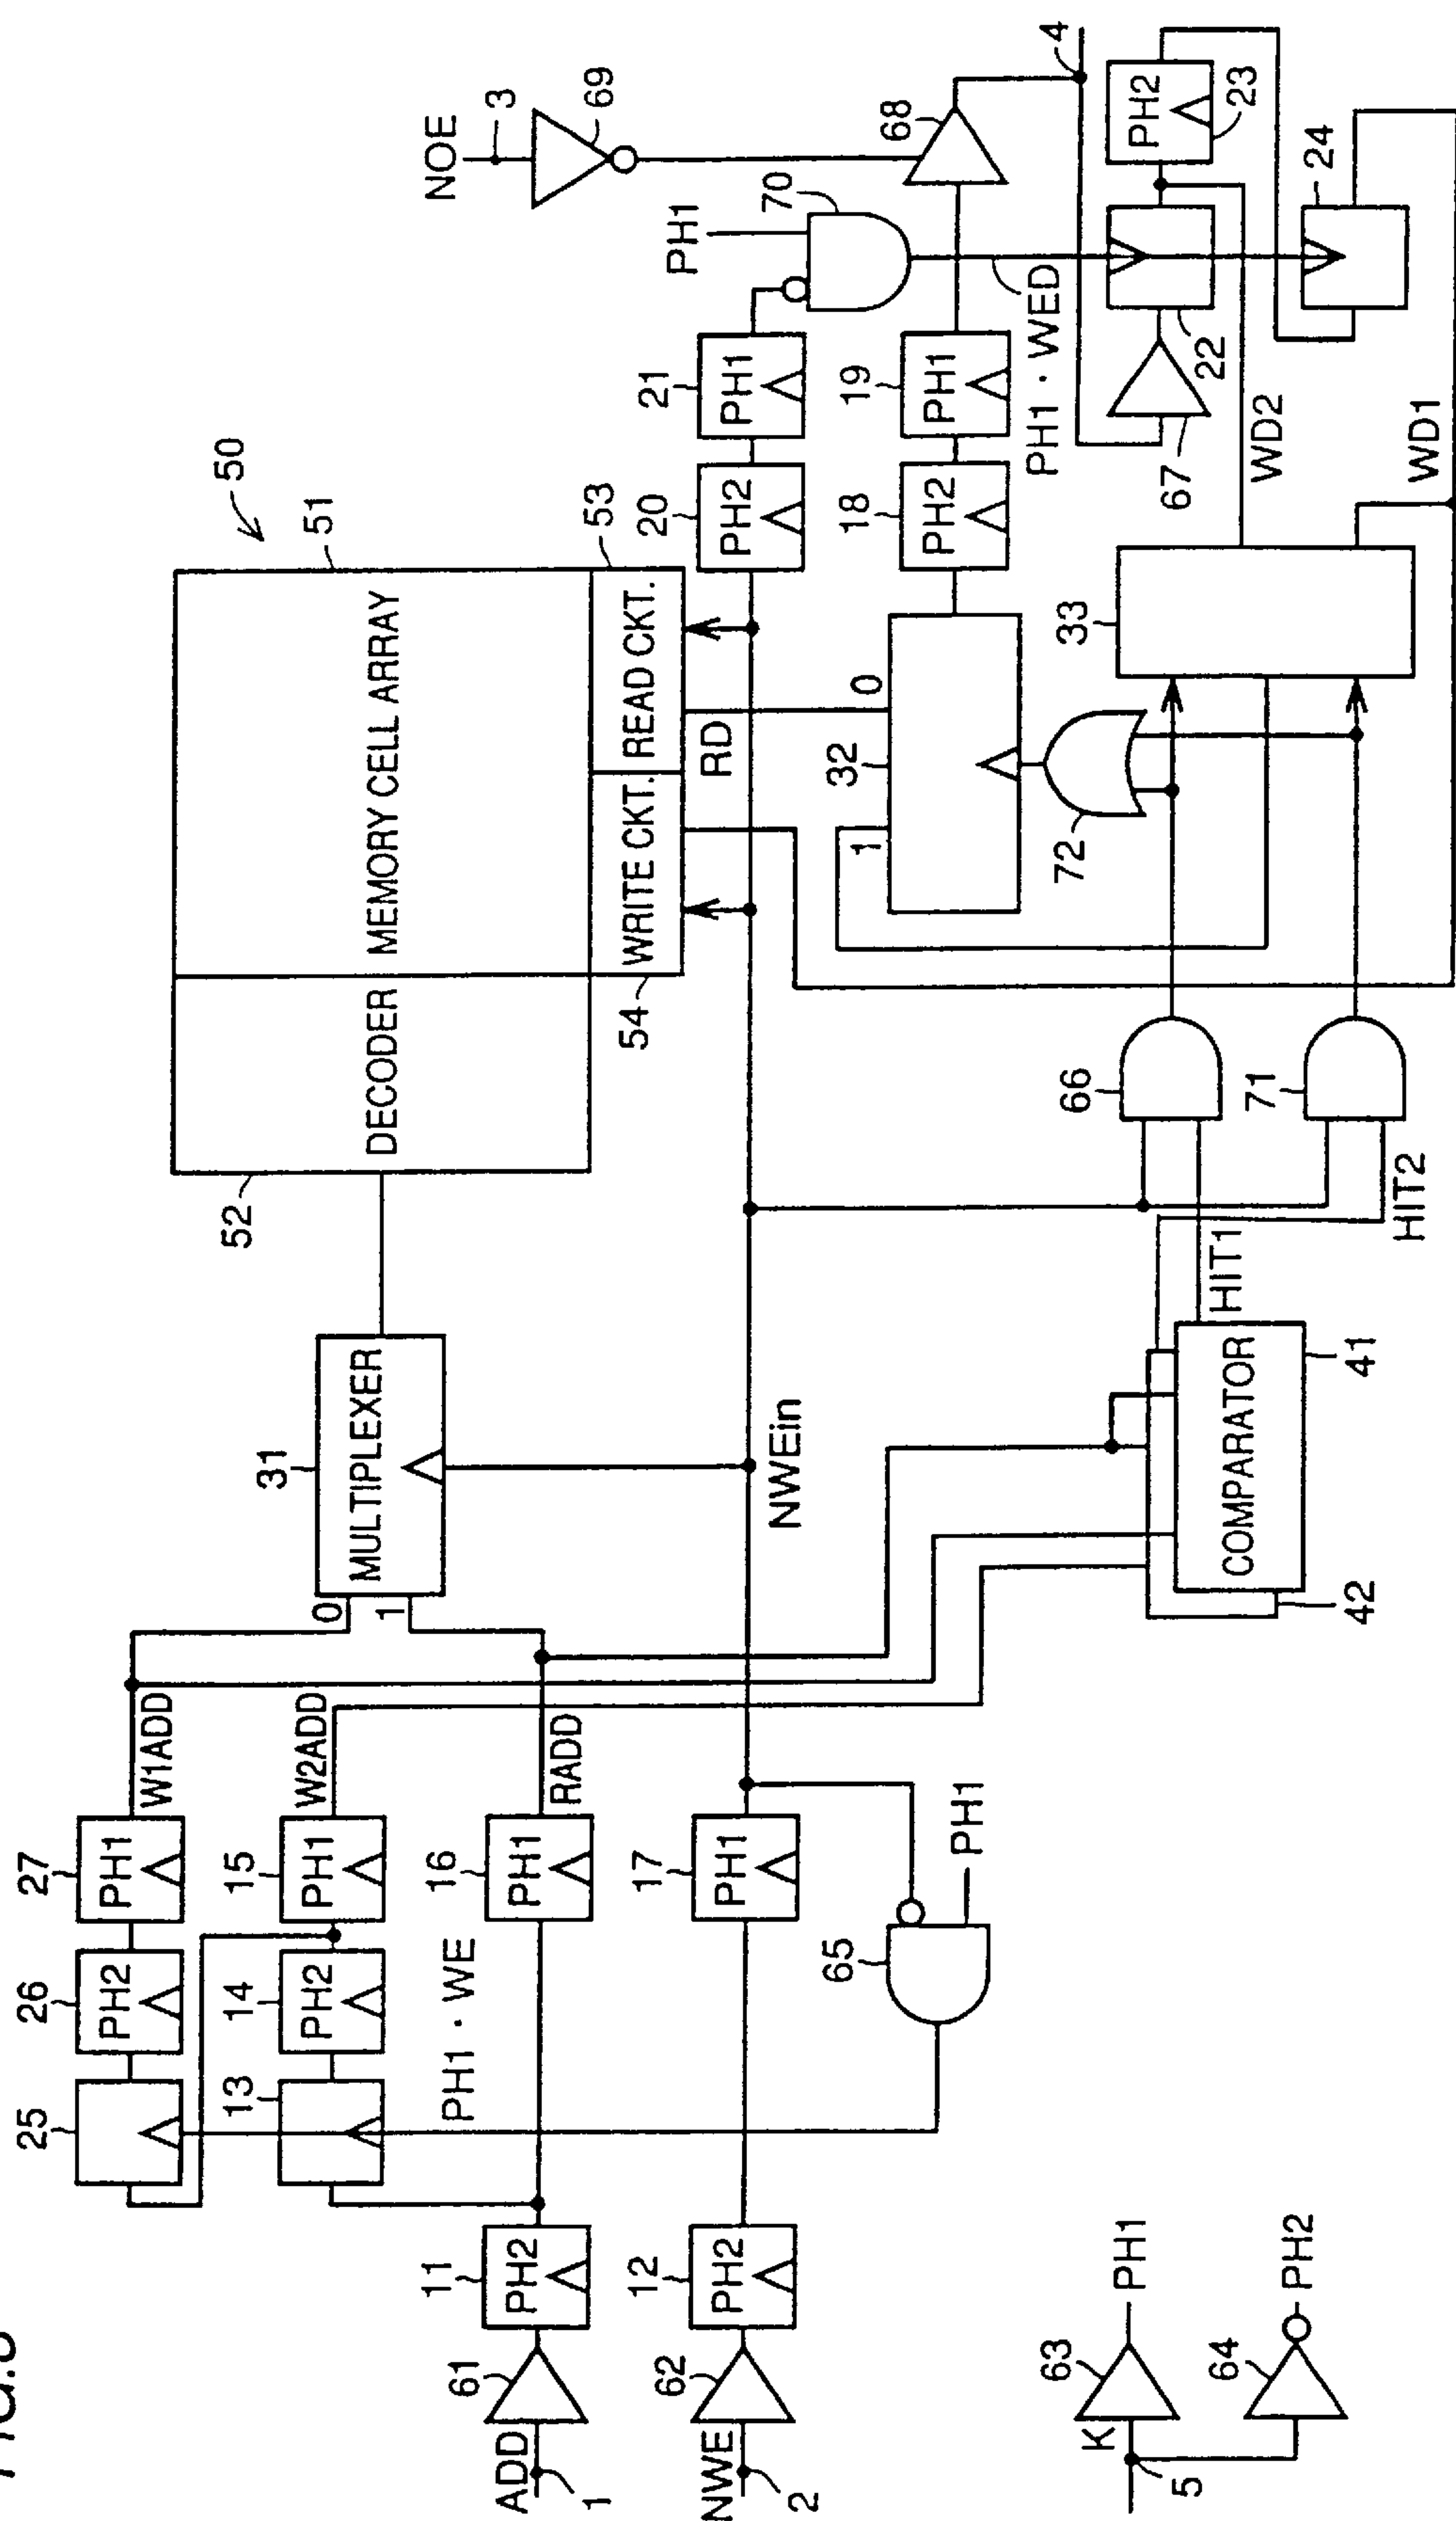 FIG.8
27
PH1
W1ADD
26
PH2
25
15
PH1
W2ADD
14
PH2
13
PH1 · WE
16
PH1
RADD
11
PH2
61
ADD
1
17
PH1
12
PH2
62
NWE
2
65
PH1
K
5
63
PH1
64
PH2
31
MULTIPLEXER
0
1
NWEin
COMPARATOR
41
42
HIT1
HIT2
50
51
MEMORY CELL ARRAY
52
DECODER
53
READ CKT.
54
WRITE CKT.
RD
20
PH2
21
PH1
18
PH2
19
PH1
32
0
1
72
66
71
33
70
PH1
NOE
3
69
68
4
PH1 · WED
67
22
PH2
23
24
WD2
WD1